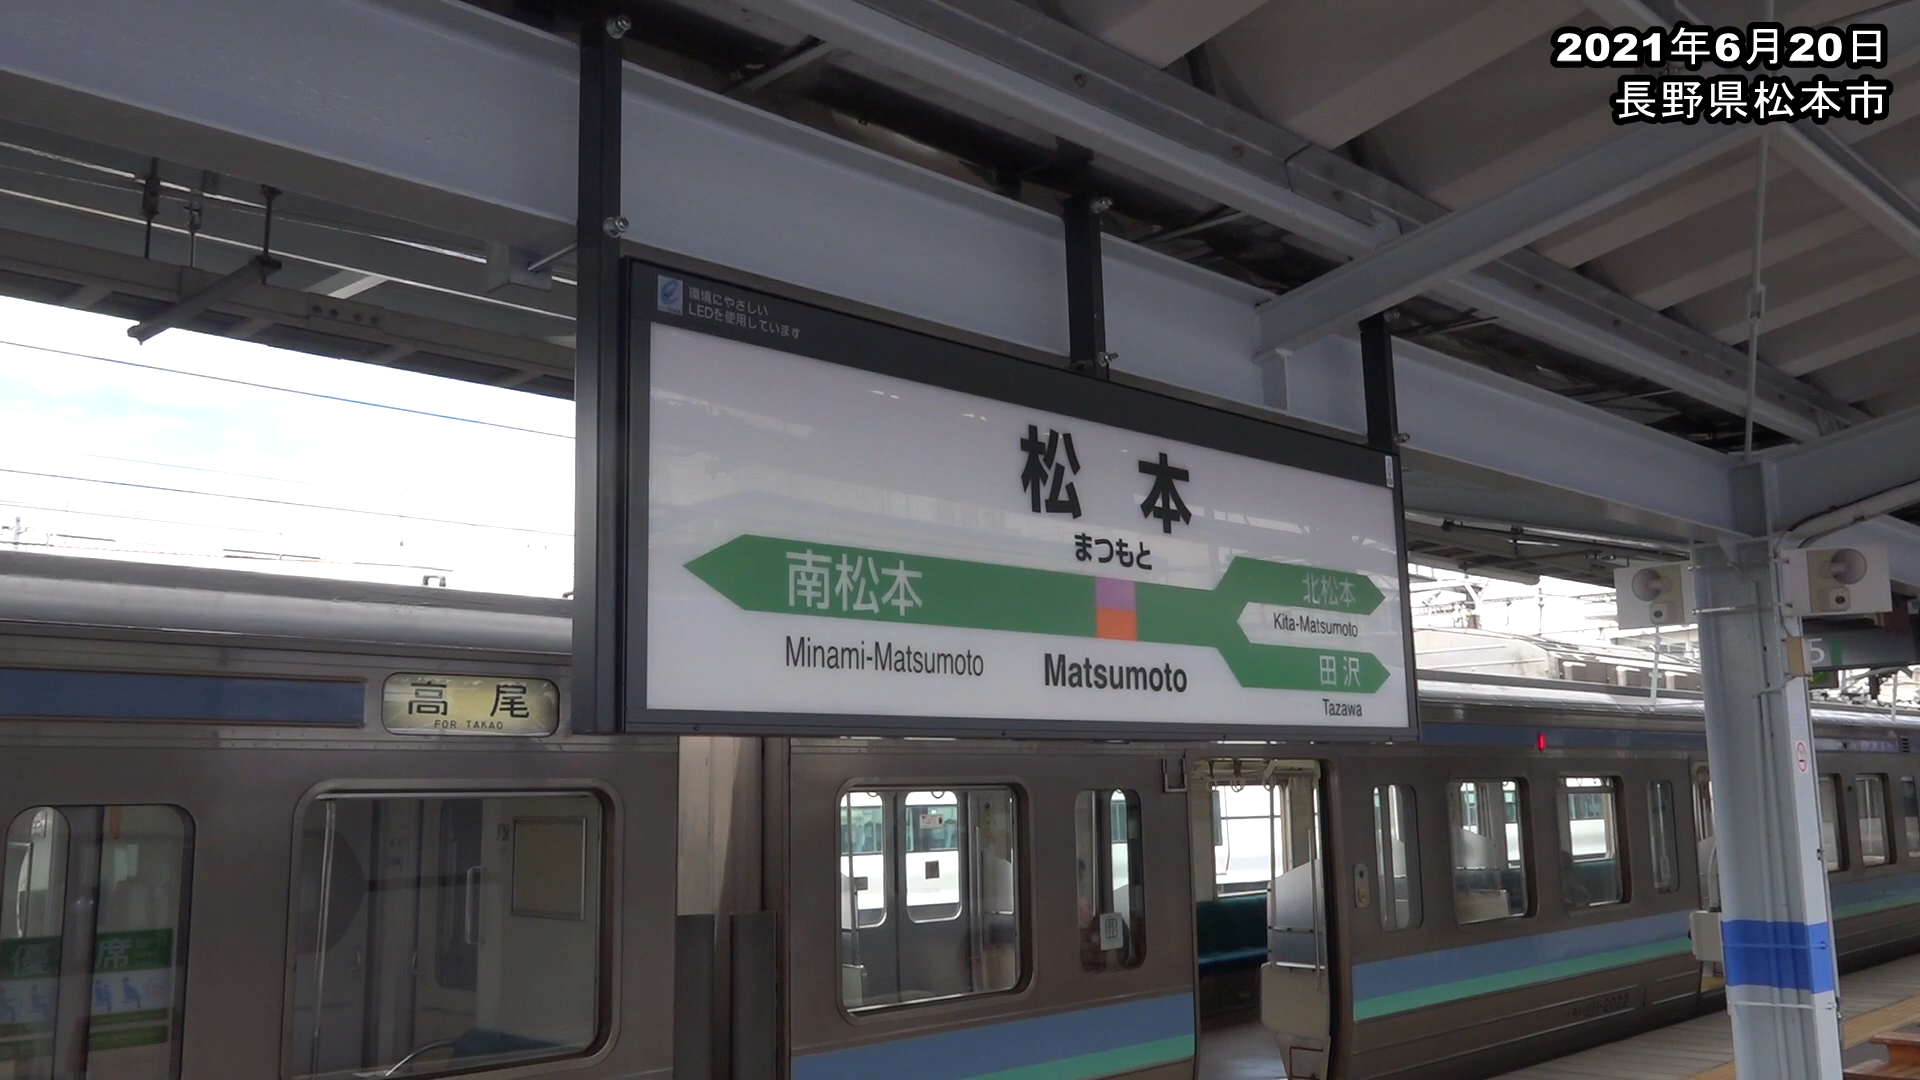 2021年6月20日
長野県松本市
環境にやさしい
LEDを使用しています
松本
まつもと
南松本
北松本
Kita-Matsumoto
Minami-Matsumoto
Matsumoto
田沢
Tazawa
5
高尾
FOR TAKAO
優 席